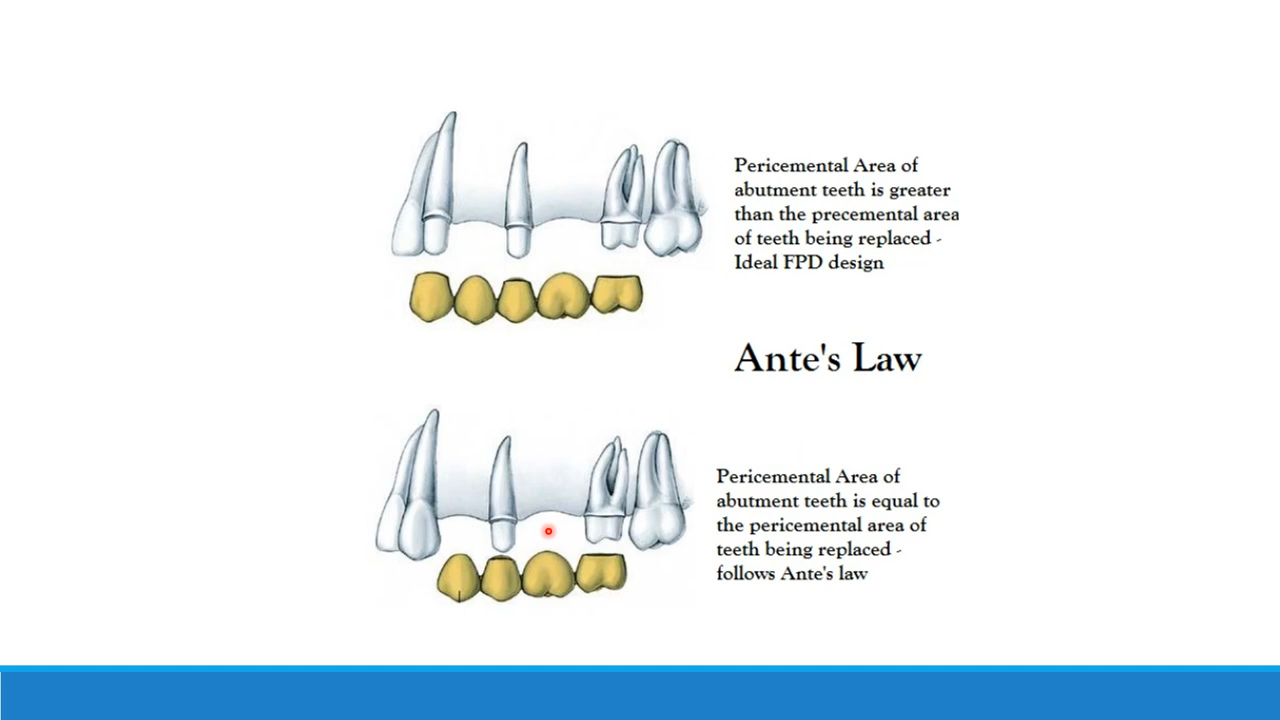 Pericemental Area of
abutment teeth is greater
than the precemental area
of teeth being replaced -
Ideal FPD design
Ante's Law
Pericemental Area of
abutment teeth is equal to
the pericemental area of
teeth being replaced -
follows Ante's law